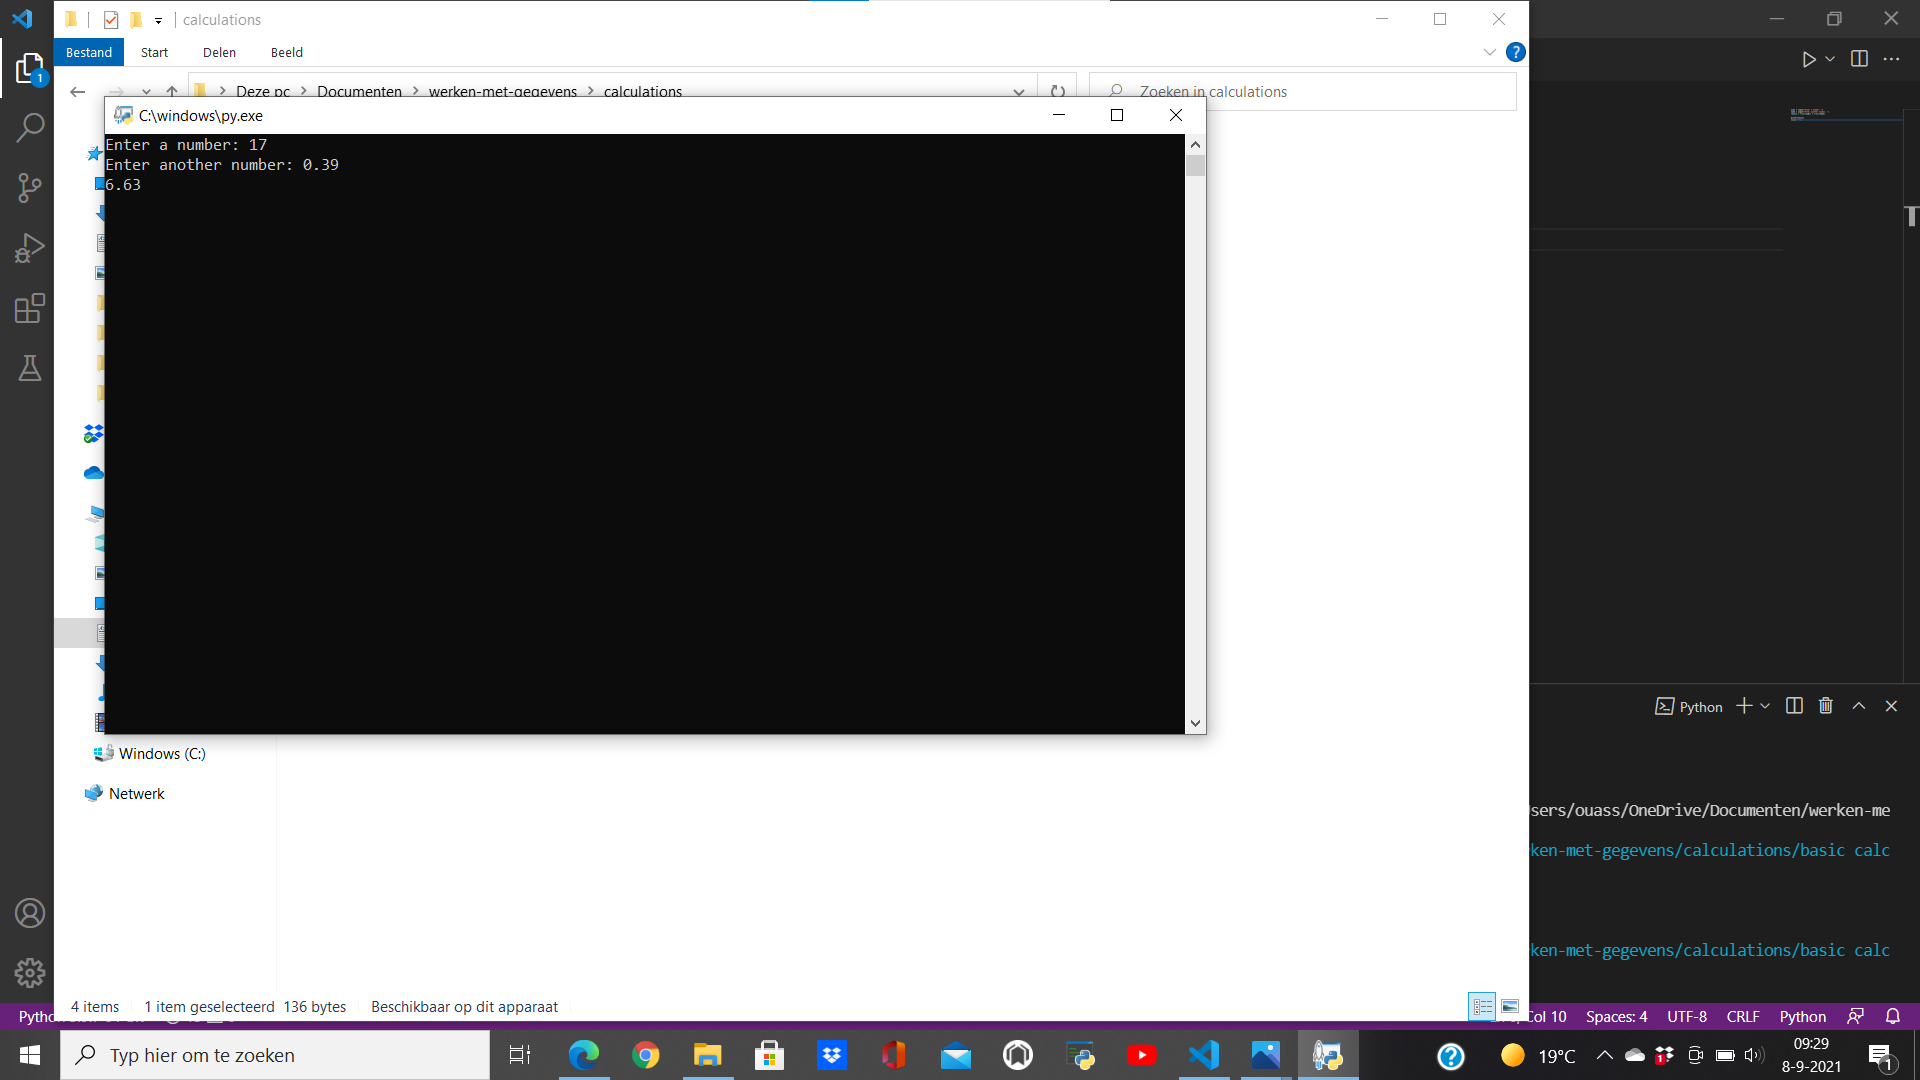 calculations
Bestand Start Delen Beeld
Deze pc Documenten werken-met-gegevens calculations
Zoeken in calculations
C:\windows\py.exe
Enter a number: 17
Enter another number: 0.39
6.63
Windows (C:)
Netwerk
4 items 1 item geselecteerd 136 bytes Beschikbaar op dit apparaat
Python
sers/ouass/OneDrive/Documenten/werken-me
ken-met-gegevens/calculations/basic calc
ken-met-gegevens/calculations/basic calc
Col 10 Spaces: 4 UTF-8 CRLF Python
Typ hier om te zoeken
19°C
09:29
8-9-2021
1
1
1